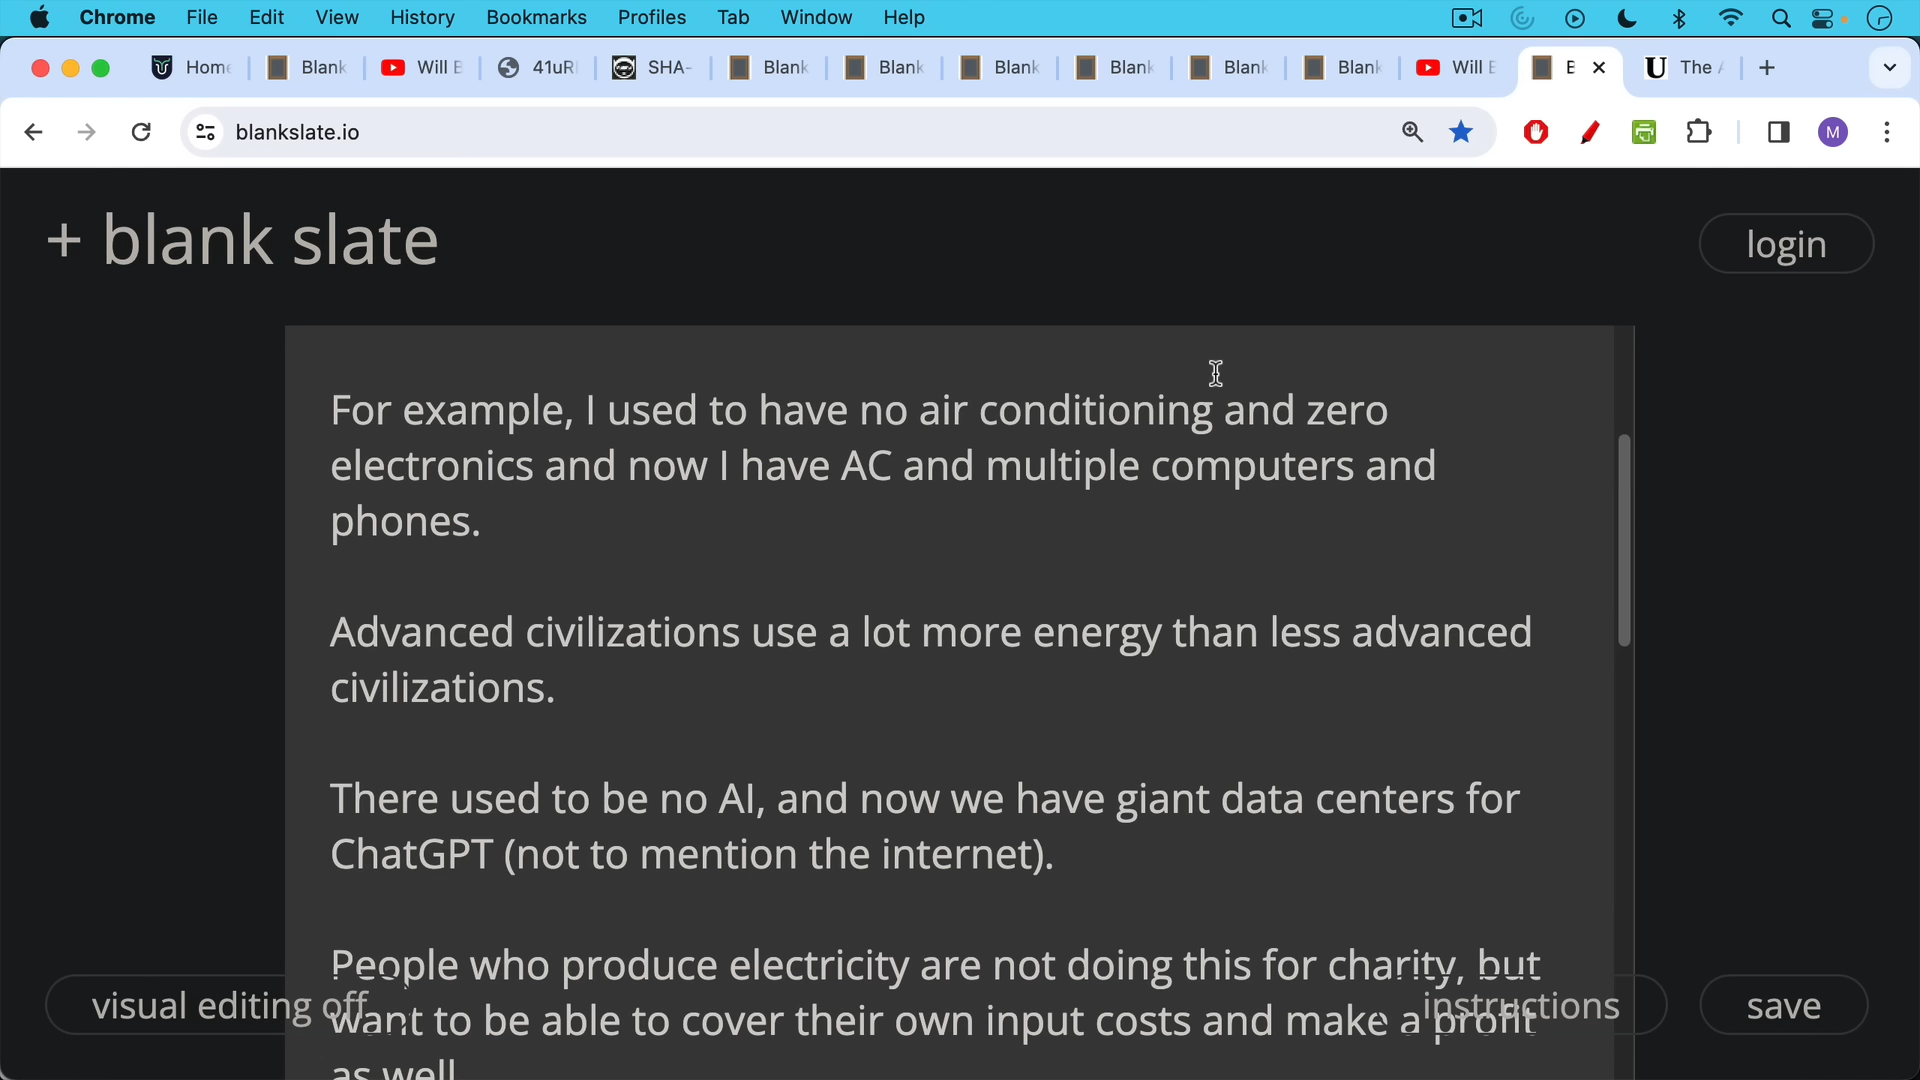 Chrome File Edit View History Bookmarks Profiles Tab Window Help
Home Blank Will B 41uR SHA- Blank Blank Blank Blank Blank Blank Will E B The
blankslate.io M
+ blank slate
login
For example, I used to have no air conditioning and zero
electronics and now I have AC and multiple computers and
phones.
Advanced civilizations use a lot more energy than less advanced
civilizations.
There used to be no AI, and now we have giant data centers for
ChatGPT (not to mention the internet).
People who produce electricity are not doing this for charity, but
want to be able to cover their own input costs and make a profit
as well
visual editing off
instructions
save